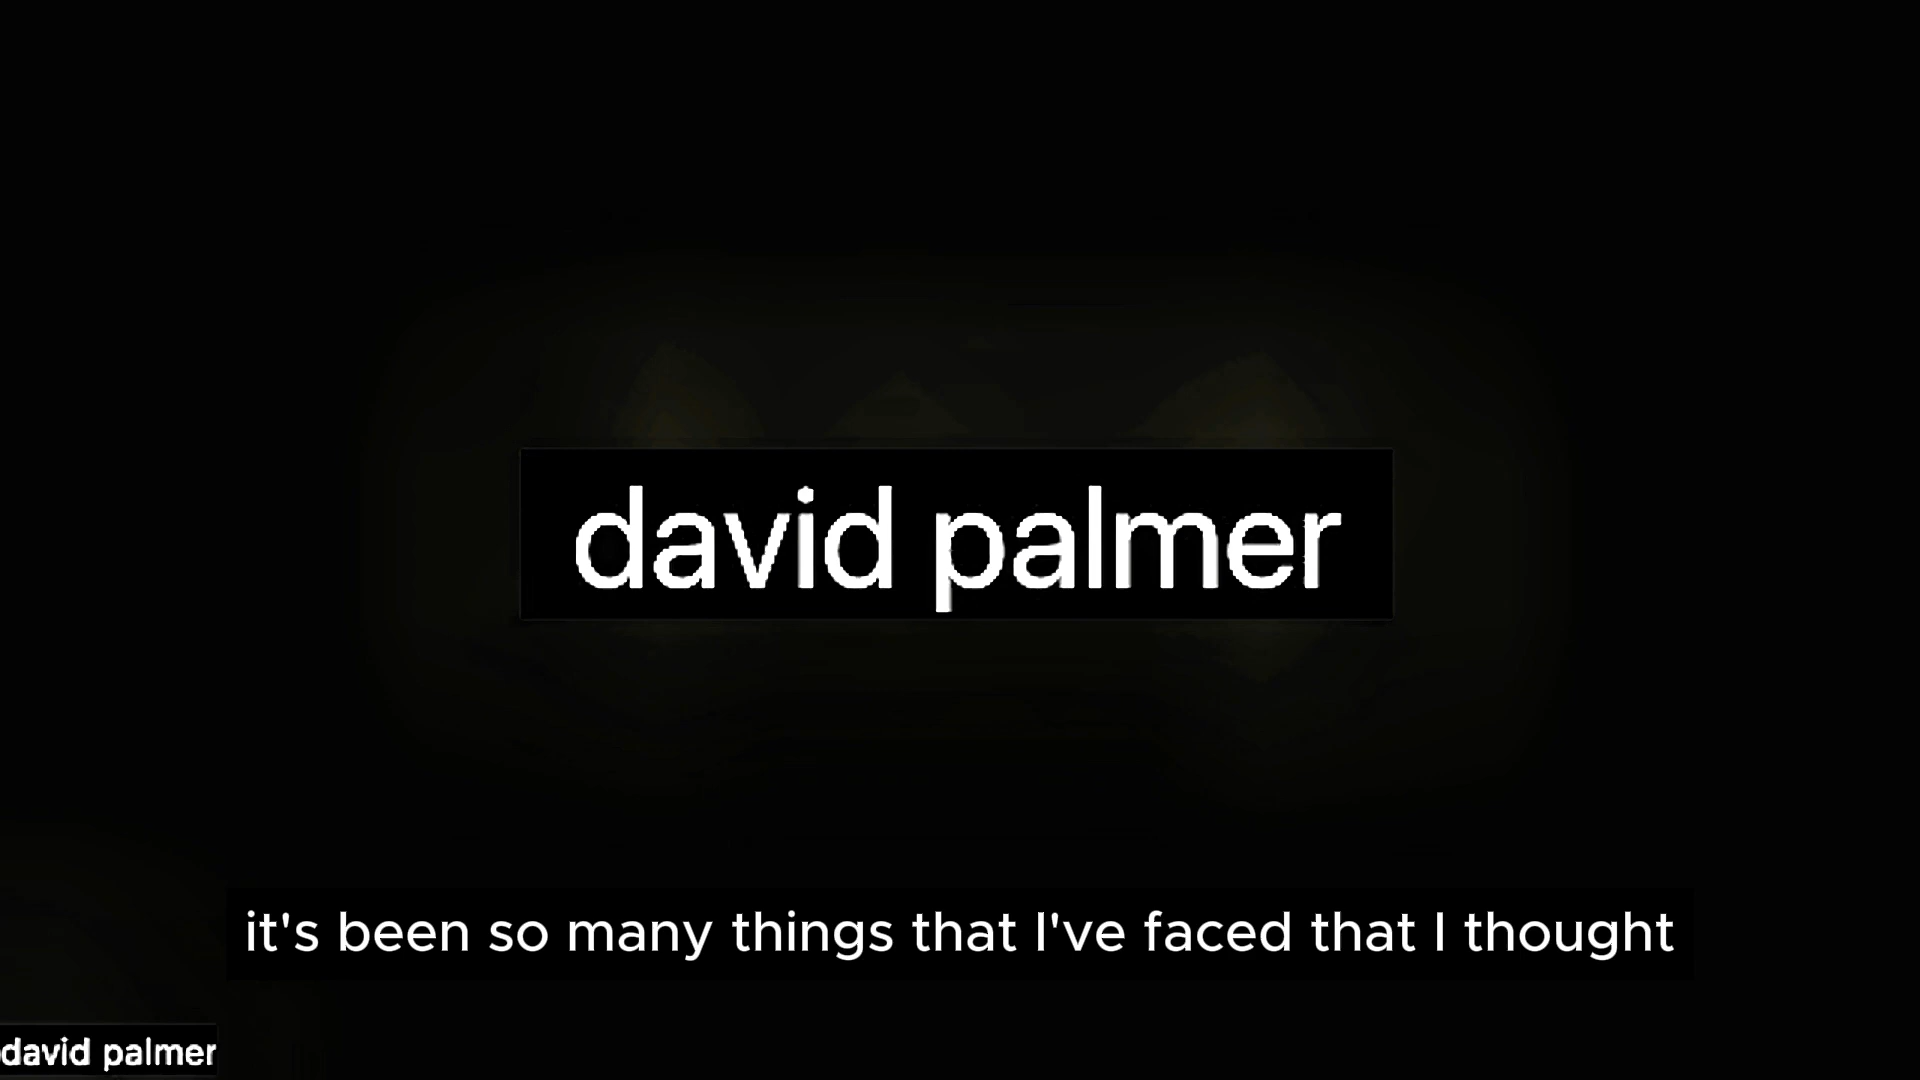 david palmer
it's been so many things that I've faced that I thought
david palmer